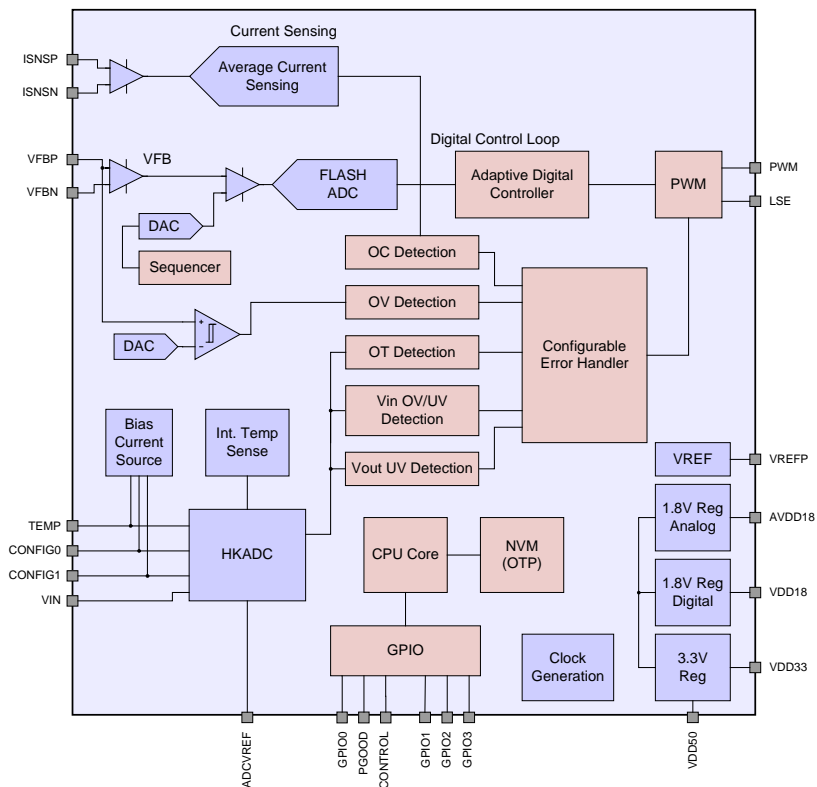 Current Sensing
ISNSP
ISNSN
Average Current
Sensing
VFBP
VFBN
VFB
FLASH
ADC
Digital Control Loop
Adaptive Digital
Controller
PWM
PWM
LSE
DAC
Sequencer
OC Detection
OV Detection
+
-
DAC
OT Detection
Configurable
Error Handler
Vin OV/UV
Detection
Vout UV Detection
Bias
Current
Source
Int. Temp
Sense
VREF
VREFP
TEMP
CONFIG0
CONFIG1
VIN
HKADC
CPU Core
NVM
(OTP)
1.8V Reg
Analog
AVDD18
1.8V Reg
Digital
VDD18
GPIO
Clock
Generation
3.3V
Reg
VDD33
ADCVREF
GPIO0
PGOOD
CONTROL
GPIO1
GPIO2
GPIO3
VDD50